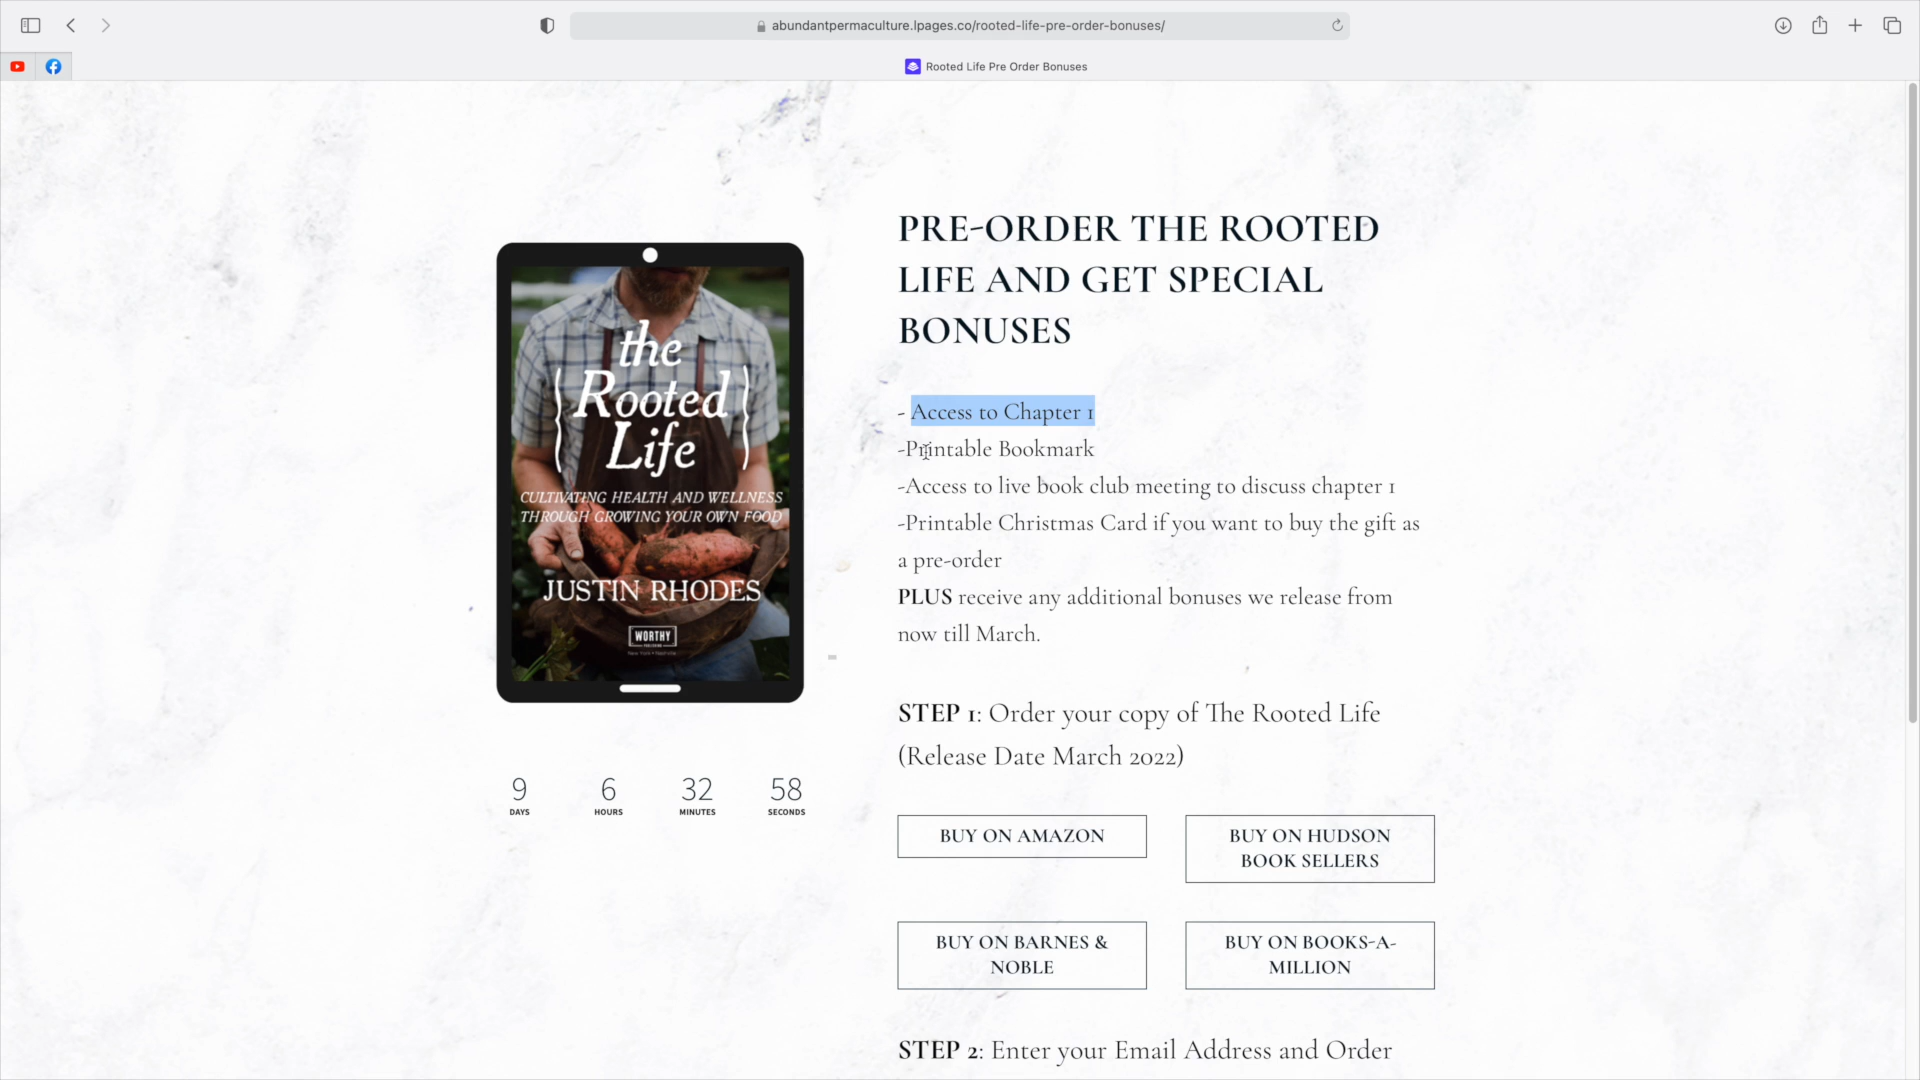 abundantpermaculture.lpages.co/rooted-life-pre-order-bonuses/
Rooted Life Pre Order Bonuses
PRE-ORDER THE ROOTED
LIFE AND GET SPECIAL
BONUSES
- Access to Chapter 1
-Printable Bookmark
-Access to live book club meeting to discuss chapter 1
-Printable Christmas Card if you want to buy the gift as
a pre-order
PLUS receive any additional bonuses we release from
now till March.
the
Rooted
Life
CULTIVATING HEALTH AND WELLNESS
THROUGH GROWING YOUR OWN FOOD
JUSTIN RHODES
WORTHY
9 6 32 58
DAYS HOURS MINUTES SECONDS
STEP 1: Order your copy of The Rooted Life
(Release Date March 2022)
BUY ON AMAZON
BUY ON HUDSON
BOOK SELLERS
BUY ON BARNES &
NOBLE
BUY ON BOOKS-A-
MILLION
STEP 2: Enter your Email Address and Order